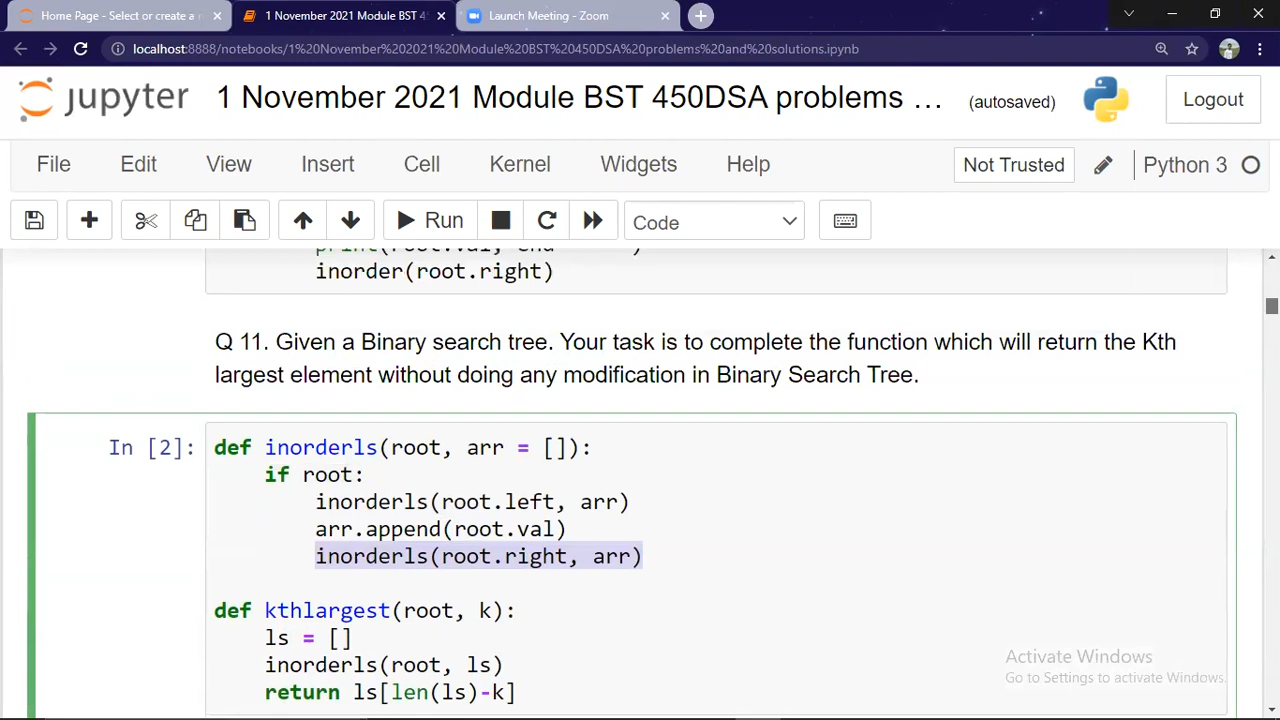 Home Page - Select or create a n
1 November 2021 Module BST 4
Launch Meeting - Zoom
localhost:8888/notebooks/1%20November%202021%20Module%20BST%20450DSA%20problems%20and%20solutions.ipynb
jupyter
1 November 2021 Module BST 450DSA problems ...
(autosaved)
Logout
File Edit View Insert Cell Kernel Widgets Help
Not Trusted
Python 3
Run
Code
inorder(root.right)
Q 11. Given a Binary search tree. Your task is to complete the function which will return the Kth
largest element without doing any modification in Binary Search Tree.
In [2]:
def inorderls(root, arr = []):
if root:
inorderls(root.left, arr)
arr.append(root.val)
inorderls(root.right, arr)
def kthlargest(root, k):
ls = []
inorderls(root, ls)
return ls[len(ls)-k]
Activate Windows
Go to Settings to activate Windows.